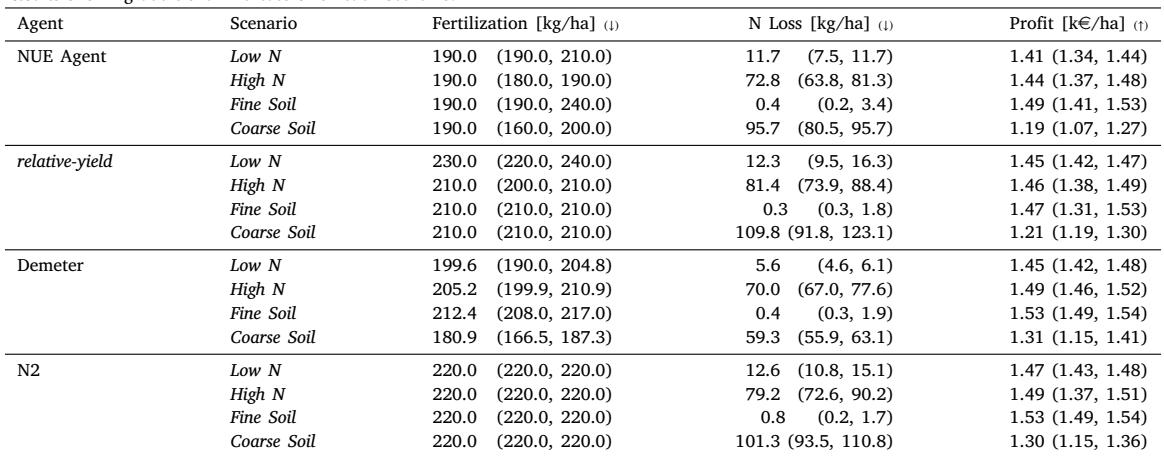 Agent Scenario Fertilization [kg/ha] (↓) N Loss [kg/ha] (↓) Profit [k€/ha] (↑)
NUE Agent Low N 190.0 (190.0, 210.0) 11.7 (7.5, 11.7) 1.41 (1.34, 1.44)
High N 190.0 (180.0, 190.0) 72.8 (63.8, 81.3) 1.44 (1.37, 1.48)
Fine Soil 190.0 (190.0, 240.0) 0.4 (0.2, 3.4) 1.49 (1.41, 1.53)
Coarse Soil 190.0 (160.0, 200.0) 95.7 (80.5, 95.7) 1.19 (1.07, 1.27)
relative-yield Low N 230.0 (220.0, 240.0) 12.3 (9.5, 16.3) 1.45 (1.42, 1.47)
High N 210.0 (200.0, 210.0) 81.4 (73.9, 88.4) 1.46 (1.38, 1.49)
Fine Soil 210.0 (210.0, 210.0) 0.3 (0.3, 1.8) 1.47 (1.31, 1.53)
Coarse Soil 210.0 (210.0, 210.0) 109.8 (91.8, 123.1) 1.21 (1.19, 1.30)
Demeter Low N 199.6 (190.0, 204.8) 5.6 (4.6, 6.1) 1.45 (1.42, 1.48)
High N 205.2 (199.9, 210.9) 70.0 (67.0, 77.6) 1.49 (1.46, 1.52)
Fine Soil 212.4 (208.0, 217.0) 0.4 (0.3, 1.9) 1.53 (1.49, 1.54)
Coarse Soil 180.9 (166.5, 187.3) 59.3 (55.9, 63.1) 1.31 (1.15, 1.41)
N2 Low N 220.0 (220.0, 220.0) 12.6 (10.8, 15.1) 1.47 (1.43, 1.48)
High N 220.0 (220.0, 220.0) 79.2 (72.6, 90.2) 1.49 (1.37, 1.51)
Fine Soil 220.0 (220.0, 220.0) 0.8 (0.2, 1.7) 1.53 (1.49, 1.54)
Coarse Soil 220.0 (220.0, 220.0) 101.3 (93.5, 110.8) 1.30 (1.15, 1.36)